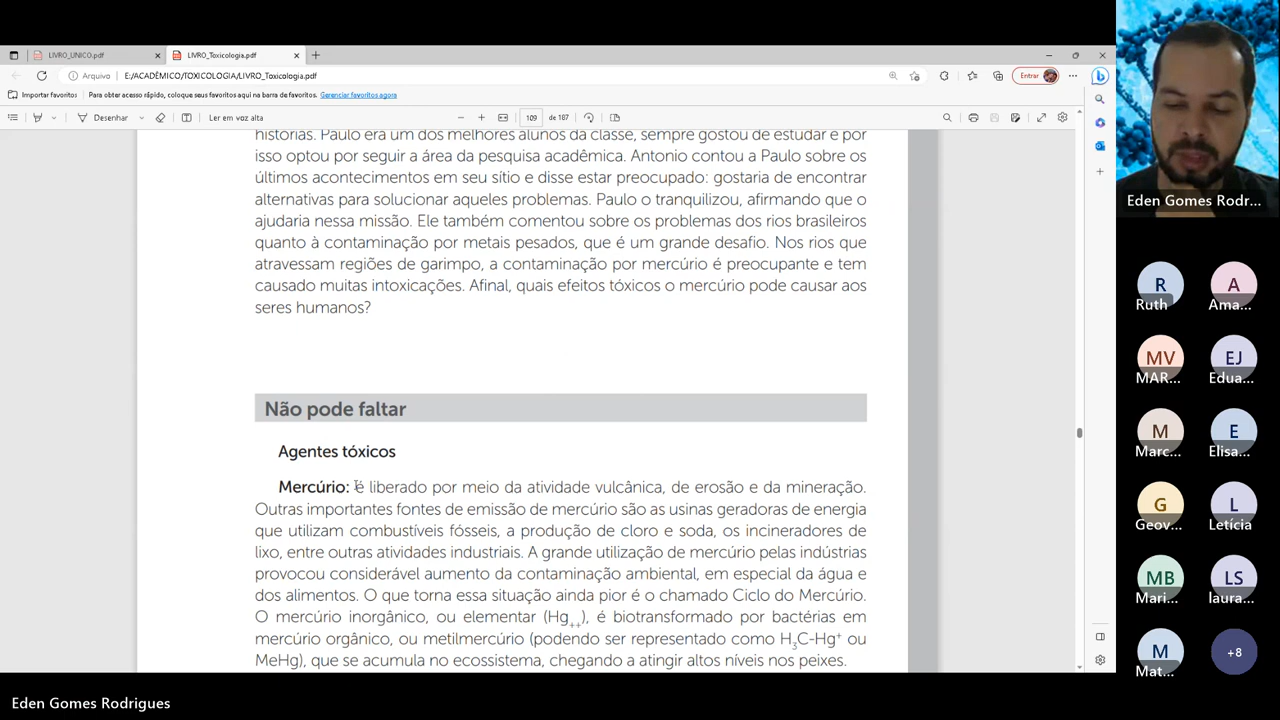 LIVRO_UNICO.pdf
LIVRO_Toxicologia.pdf
Arquivo
E:/ACADÊMICO/TOXICOLOGIA/LIVRO_Toxicologia.pdf
Entrar
Importar favoritos
Para obter acesso rápido, coloque seus favoritos aqui na barra de favoritos. Gerenciar favoritos agora
Desenhar
Ler em voz alta
109 de 187
histórias. Paulo era um dos melhores alunos da classe, sempre gostou de estudar e por
isso optou por seguir a área da pesquisa acadêmica. Antonio contou a Paulo sobre os
últimos acontecimentos em seu sítio e disse estar preocupado: gostaria de encontrar
alternativas para solucionar aqueles problemas. Paulo o tranquilizou, afirmando que o
ajudaria nessa missão. Ele também comentou sobre os problemas dos rios brasileiros
quanto à contaminação por metais pesados, que é um grande desafio. Nos rios que
atravessam regiões de garimpo, a contaminação por mercúrio é preocupante e tem
causado muitas intoxicações. Afinal, quais efeitos tóxicos o mercúrio pode causar aos
seres humanos?
Não pode faltar
Agentes tóxicos
Mercúrio: é liberado por meio da atividade vulcânica, de erosão e da mineração.
Outras importantes fontes de emissão de mercúrio são as usinas geradoras de energia
que utilizam combustíveis fósseis, a produção de cloro e soda, os incineradores de
lixo, entre outras atividades industriais. A grande utilização de mercúrio pelas indústrias
provocou considerável aumento da contaminação ambiental, em especial da água e
dos alimentos. O que torna essa situação ainda pior é o chamado Ciclo do Mercúrio.
O mercúrio inorgânico, ou elementar (Hg++), é biotransformado por bactérias em
mercúrio orgânico, ou metilmercúrio (podendo ser representado como H3C-Hg+ ou
MeHg), que se acumula no ecossistema, chegando a atingir altos níveis nos peixes.
Eden Gomes Rodr...
R
Ruth
A
Ama...
MV
MAR...
EJ
Edua...
M
Marc...
E
Elisa...
G
Geov...
L
Letícia
MB
Mari...
LS
laura...
M
Mat...
+8
Eden Gomes Rodrigues